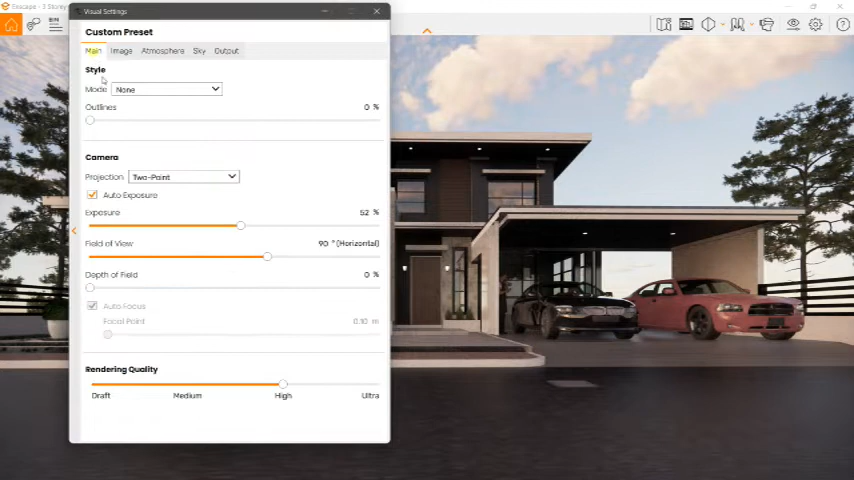 Enscape - 3 Storey
Visual Settings
Custom Preset
Main Image Atmosphere Sky Output
Style
Mode None
Outlines 0 %
Camera
Projection Two-Point
Auto Exposure
Exposure 52 %
Field of View 90 ° (Horizontal)
Depth of Field 0 %
Auto Focus
Focal Point 0.10 m
Rendering Quality
Draft Medium High Ultra